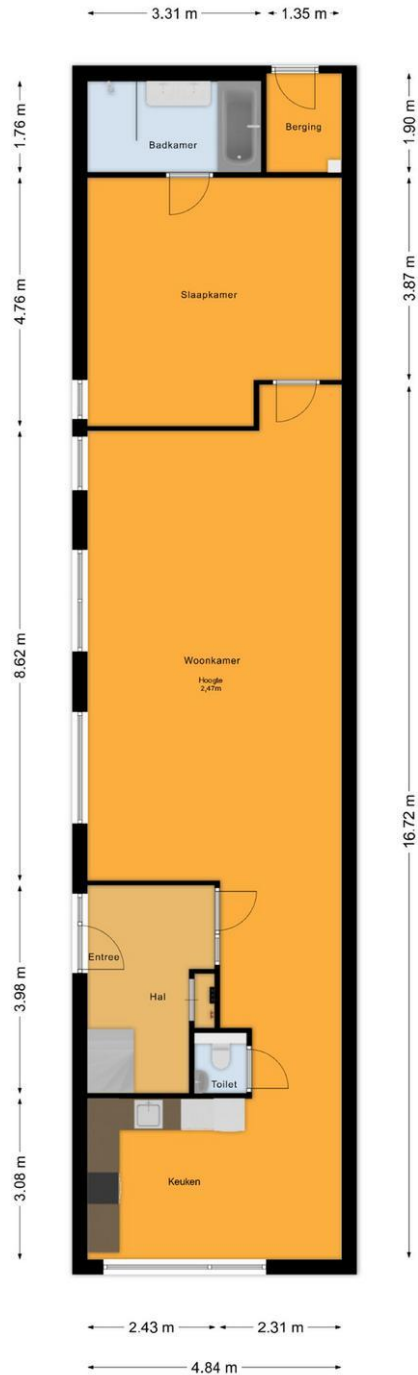 3.31 m
1.35 m
1.76 m
1.90 m
Badkamer
Berging
4.76 m
3.87 m
Slaapkamer
8.62 m
Woonkamer
Hoogte
2,47m
16.72 m
3.98 m
Entree
Hal
Toilet
3.08 m
Keuken
2.43 m
2.31 m
4.84 m